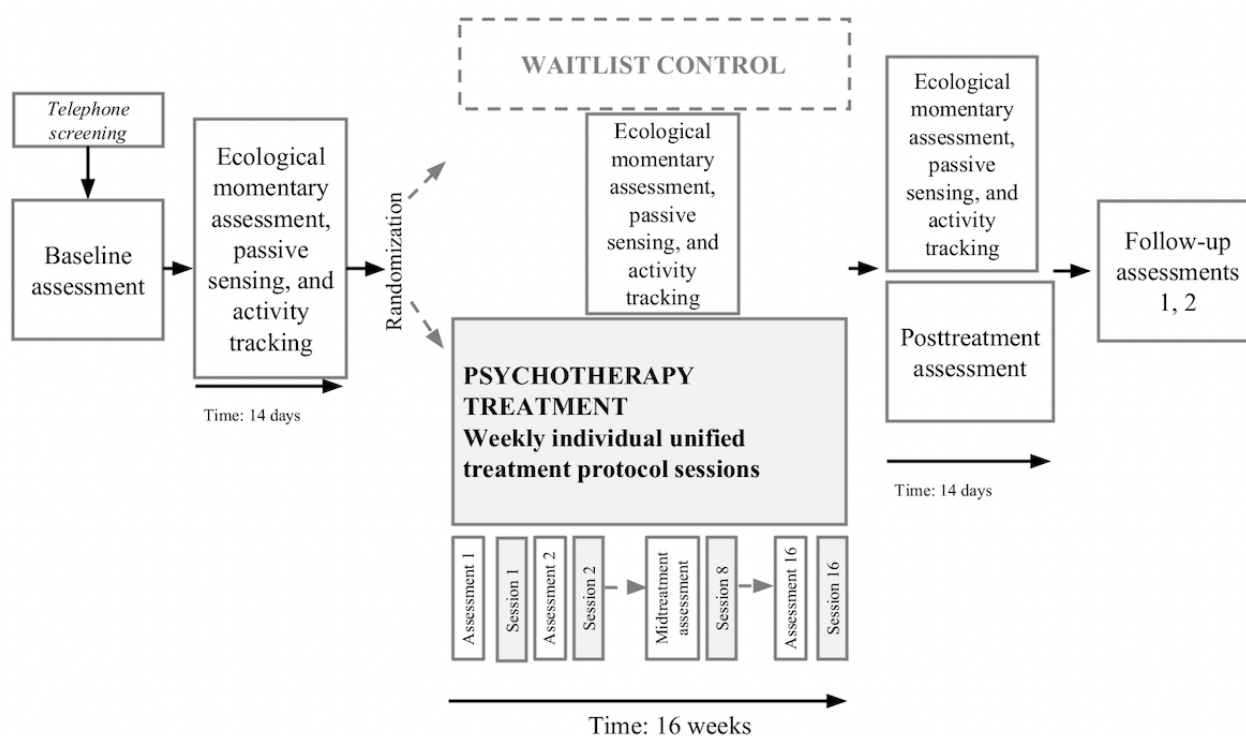 Telephone
screening
Baseline
assessment
Ecological
momentary
assessment,
passive
sensing, and
activity
tracking
Time: 14 days
Randomization
WAITLIST CONTROL
Ecological
momentary
assessment,
passive
sensing, and
activity
tracking
PSYCHOTHERAPY
TREATMENT
Weekly individual unified
treatment protocol sessions
Assessment 1
Session 1
Assessment 2
Session 2
Midtreatment
assessment
Session 8
Assessment 16
Session 16
Time: 16 weeks
Ecological
momentary
assessment,
passive
sensing, and
activity
tracking
Posttreatment
assessment
Time: 14 days
Follow-up
assessments
1, 2